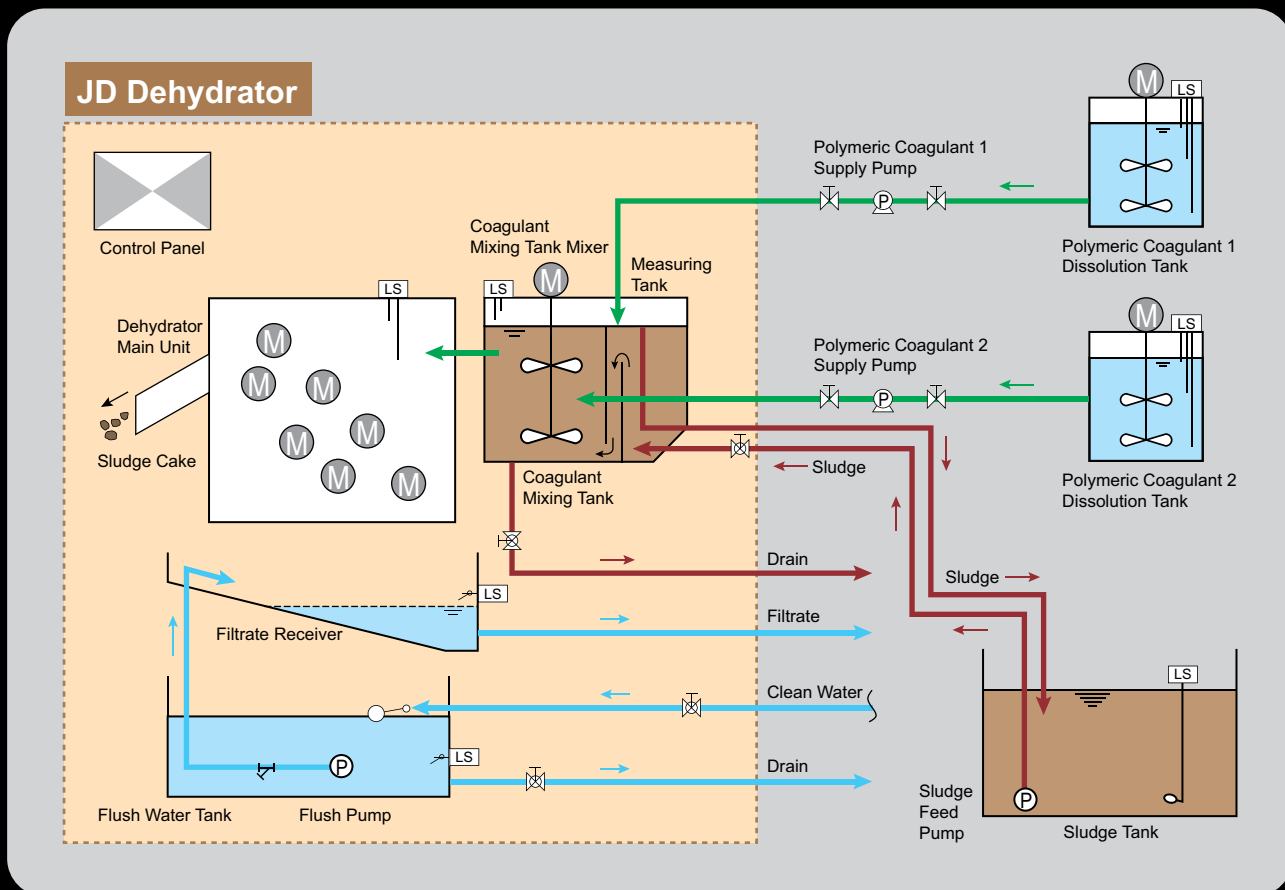 JD Dehydrator
M
LS
Polymeric Coagulant 1
Supply Pump
P
Polymeric Coagulant 1
Dissolution Tank
Control Panel
Coagulant
Mixing Tank Mixer
M
LS
Measuring
Tank
LS
Dehydrator
Main Unit
M
M
M
M
M
M
M
Sludge Cake
Coagulant
Mixing Tank
M
LS
Polymeric Coagulant 2
Supply Pump
P
Polymeric Coagulant 2
Dissolution Tank
Sludge
Drain
Sludge
LS
Filtrate Receiver
Filtrate
Clean Water
LS
P
Drain
Flush Water Tank
Flush Pump
LS
P
Sludge
Feed
Pump
Sludge Tank